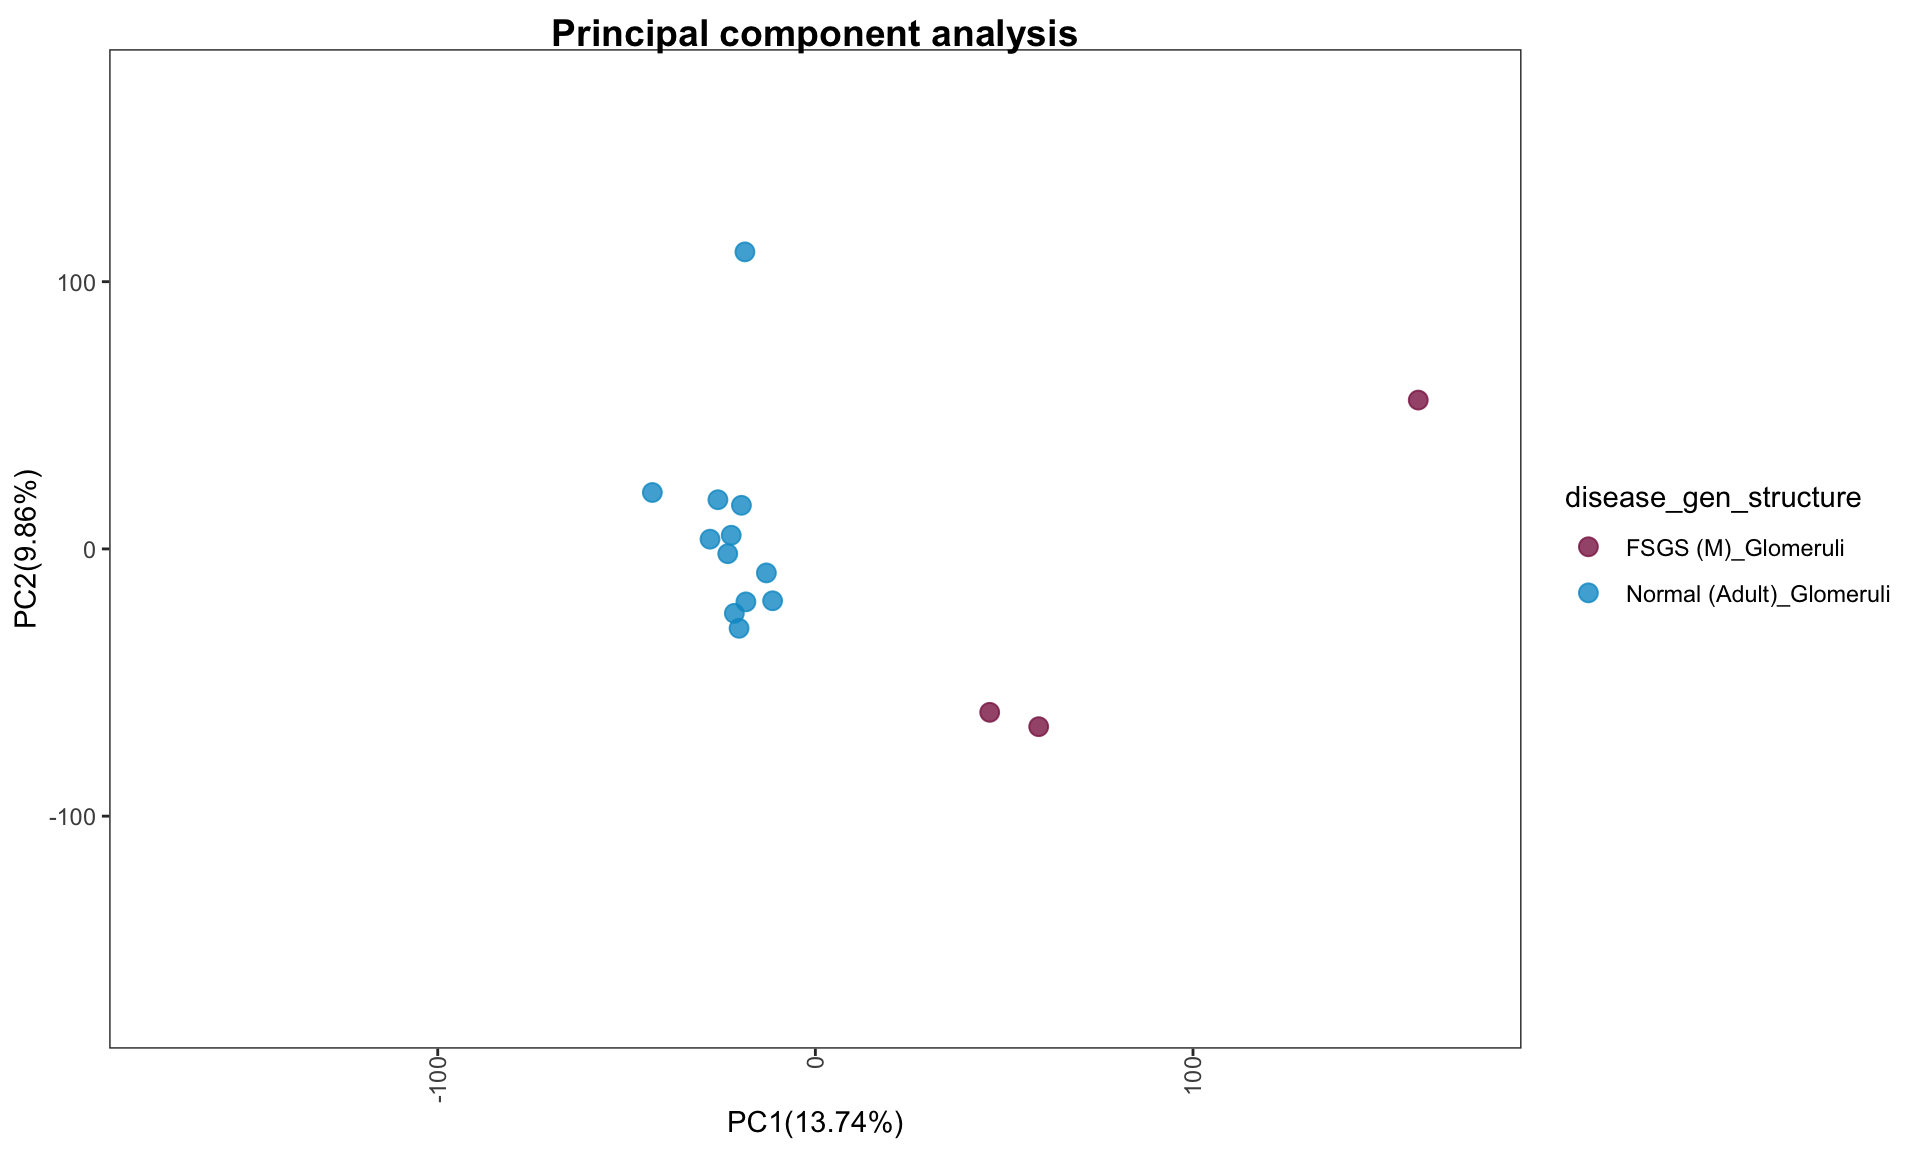 Principal component analysis
100
0
-100
PC2(9.86%)
-100
0
100
PC1(13.74%)
disease_gen_structure
FSGS (M)_Glomeruli
Normal (Adult)_Glomeruli